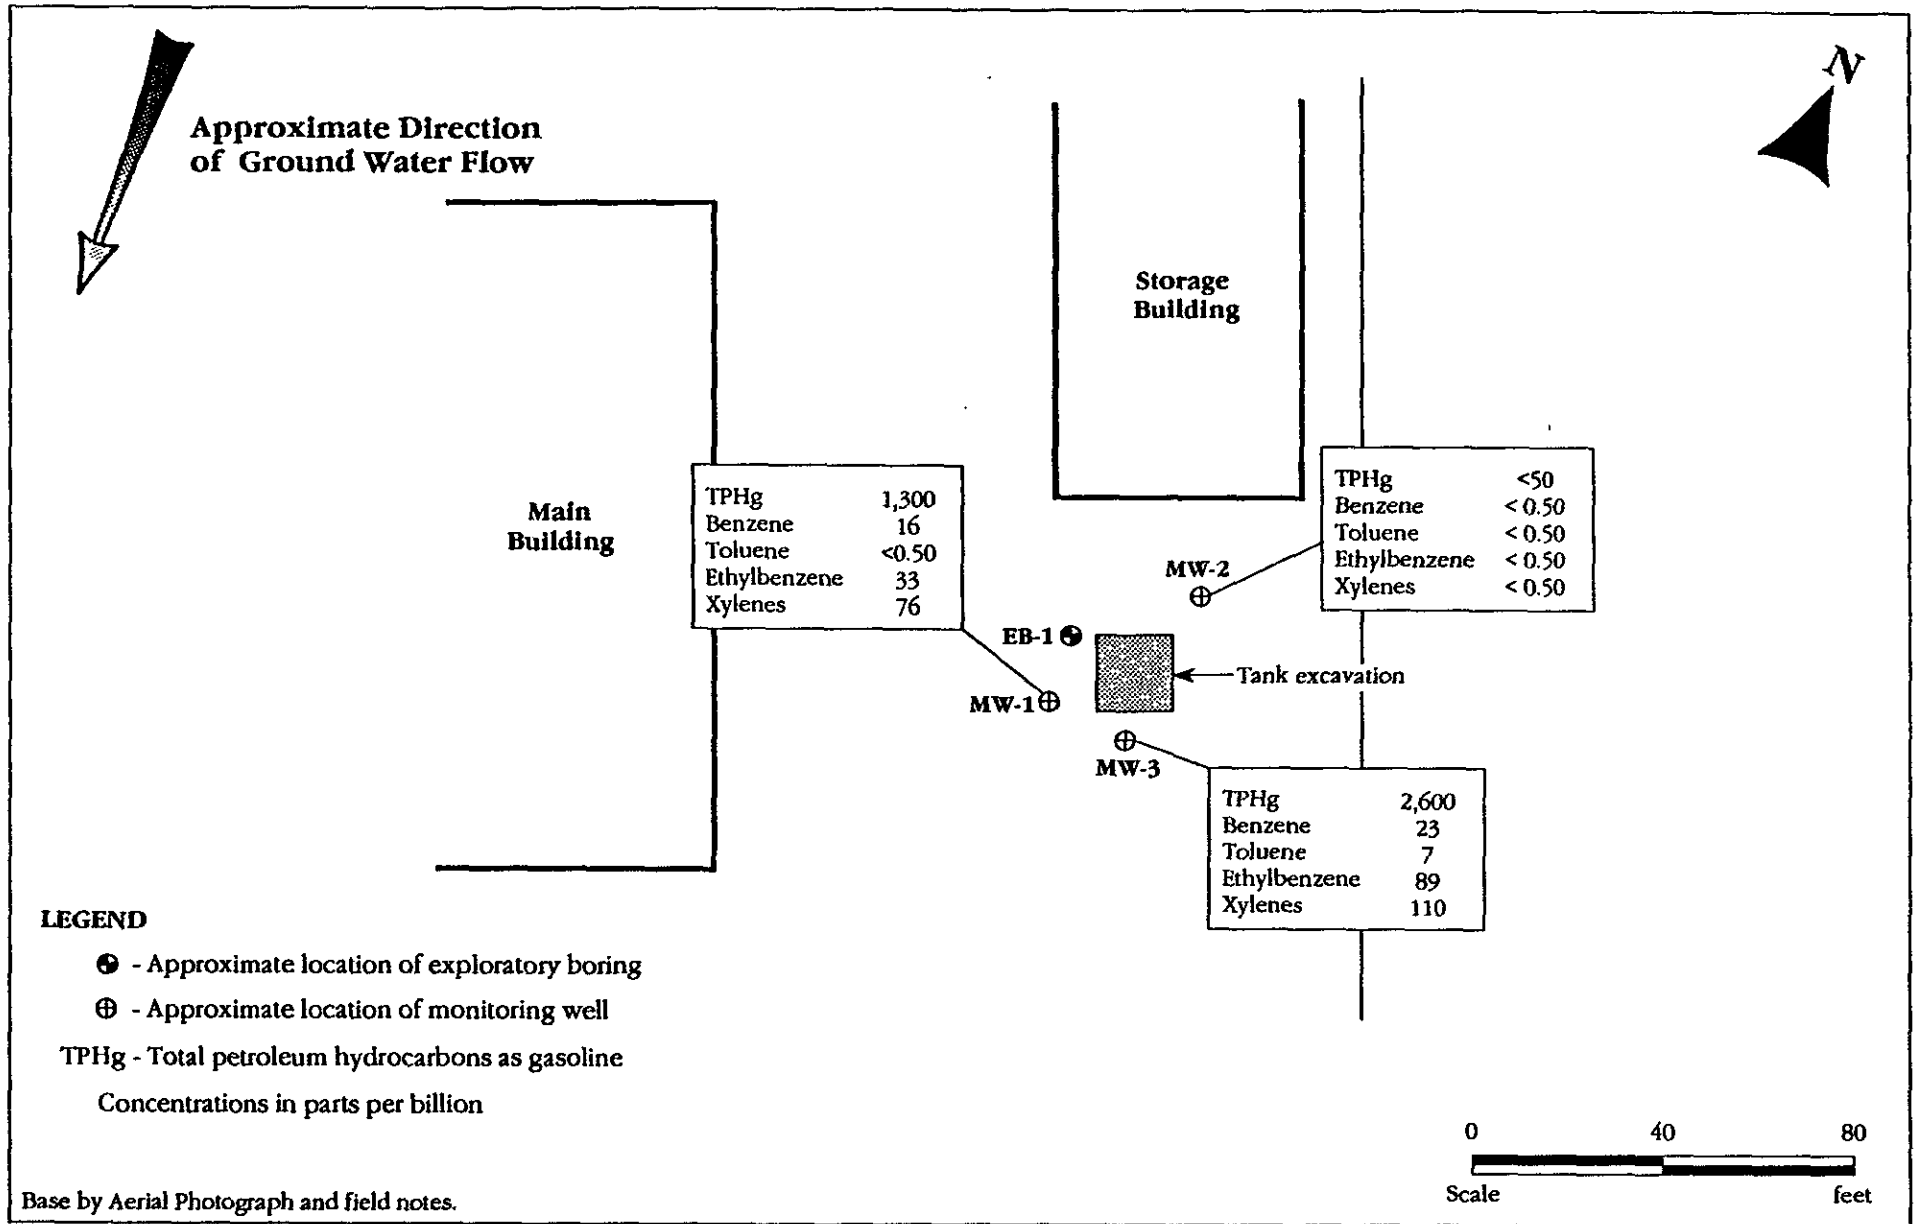 N
Approximate Direction
of Ground Water Flow
Storage
Building
Main
Building
TPHg 1,300
Benzene 16
Toluene <0.50
Ethylbenzene 33
Xylenes 76
TPHg <50
Benzene < 0.50
Toluene < 0.50
Ethylbenzene < 0.50
Xylenes < 0.50
MW-2
EB-1
Tank excavation
MW-1
MW-3
TPHg 2,600
Benzene 23
Toluene 7
Ethylbenzene 89
Xylenes 110
LEGEND
- Approximate location of exploratory boring
- Approximate location of monitoring well
TPHg - Total petroleum hydrocarbons as gasoline
Concentrations in parts per billion
0 40 80
Scale feet
Base by Aerial Photograph and field notes.